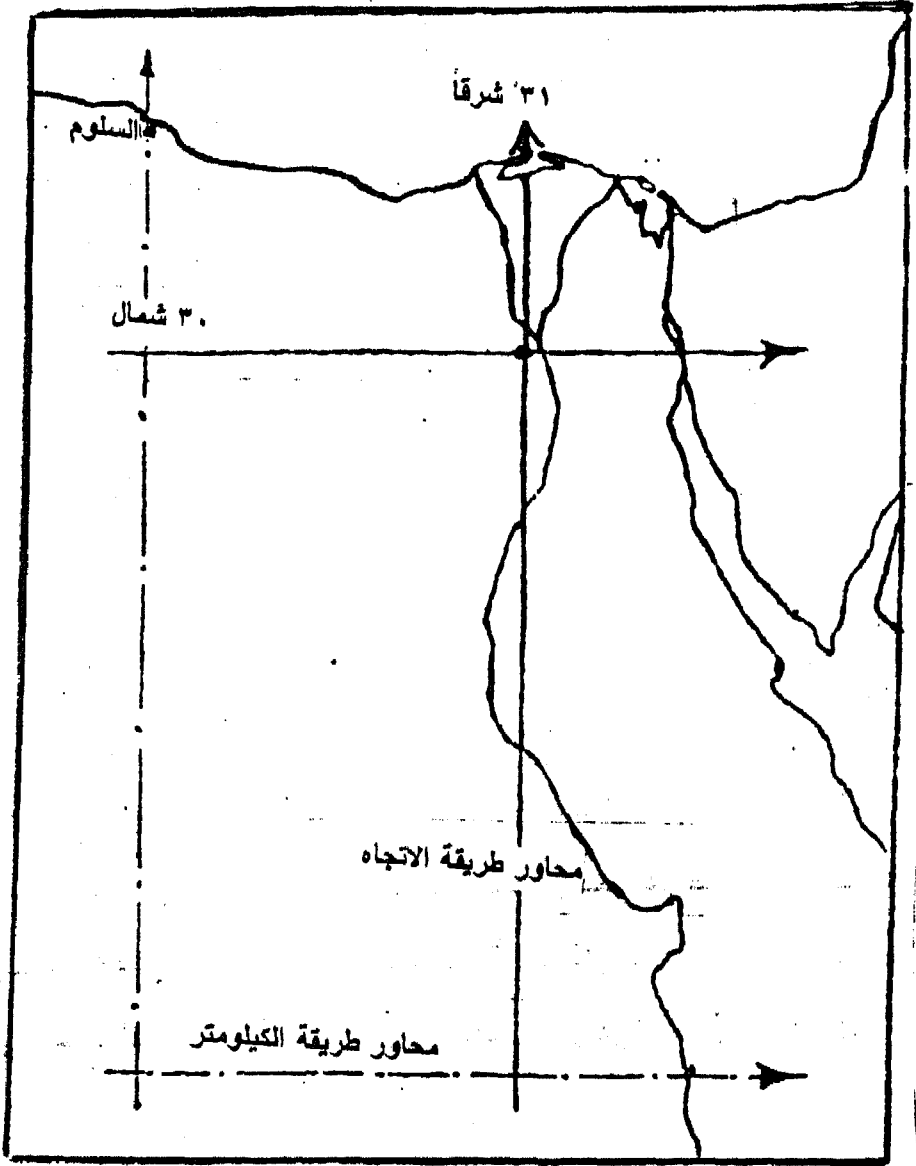 ٣١° شرقاً
السلوم
٣٠ شمال
محاور طريقة الاتجاه
محاور طريقة الكيلومتر